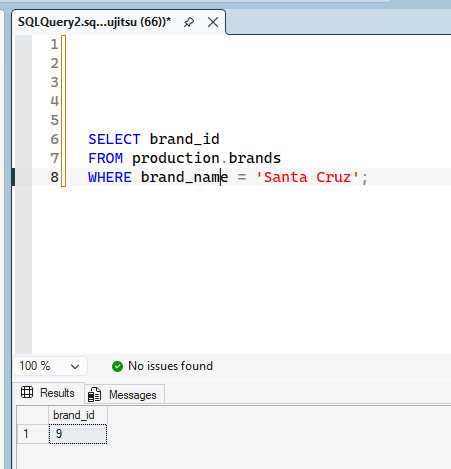 SQLQuery2.sq...ujitsu (66))*
1
2
3
4
5
6 SELECT brand_id
7 FROM production.brands
8 WHERE brand_name = 'Santa Cruz';
100 %
No issues found
Results
Messages
brand_id
1 9